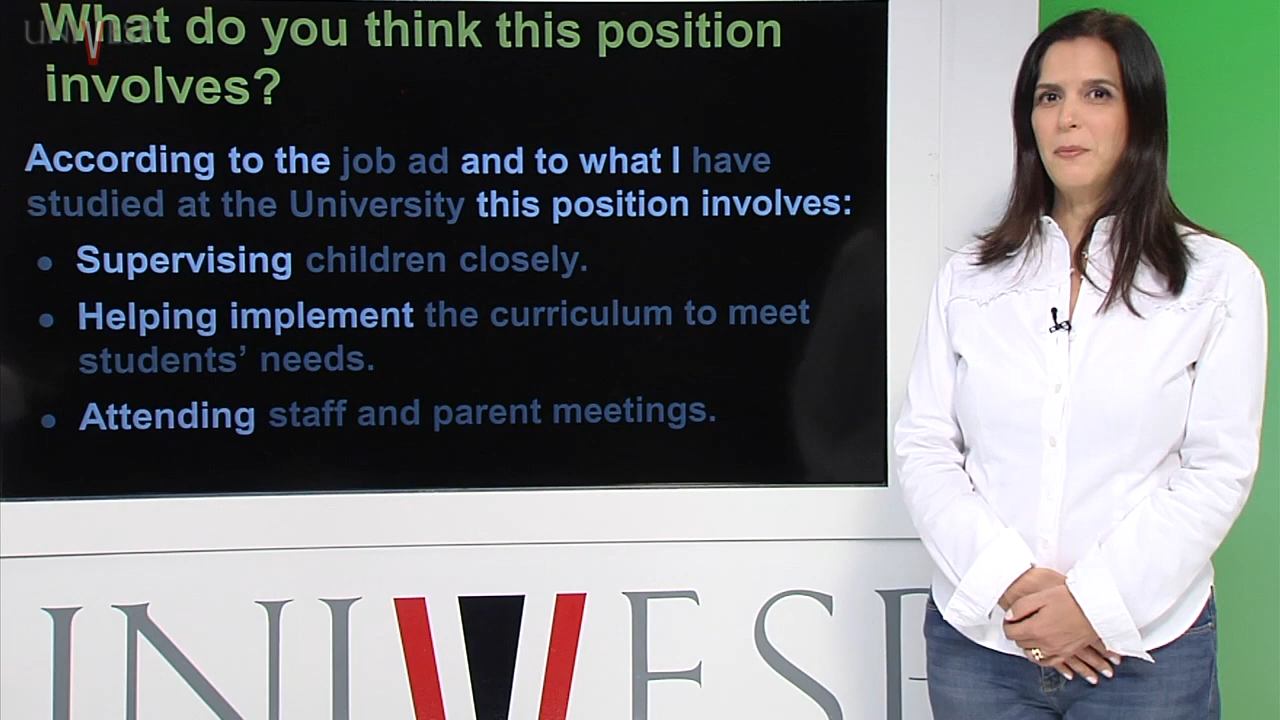 UNIVESP
What do you think this position
involves?
According to the job ad and to what I have
studied at the University this position involves:
• Supervising children closely.
• Helping implement the curriculum to meet
students’ needs.
• Attending staff and parent meetings.
UNIVESP